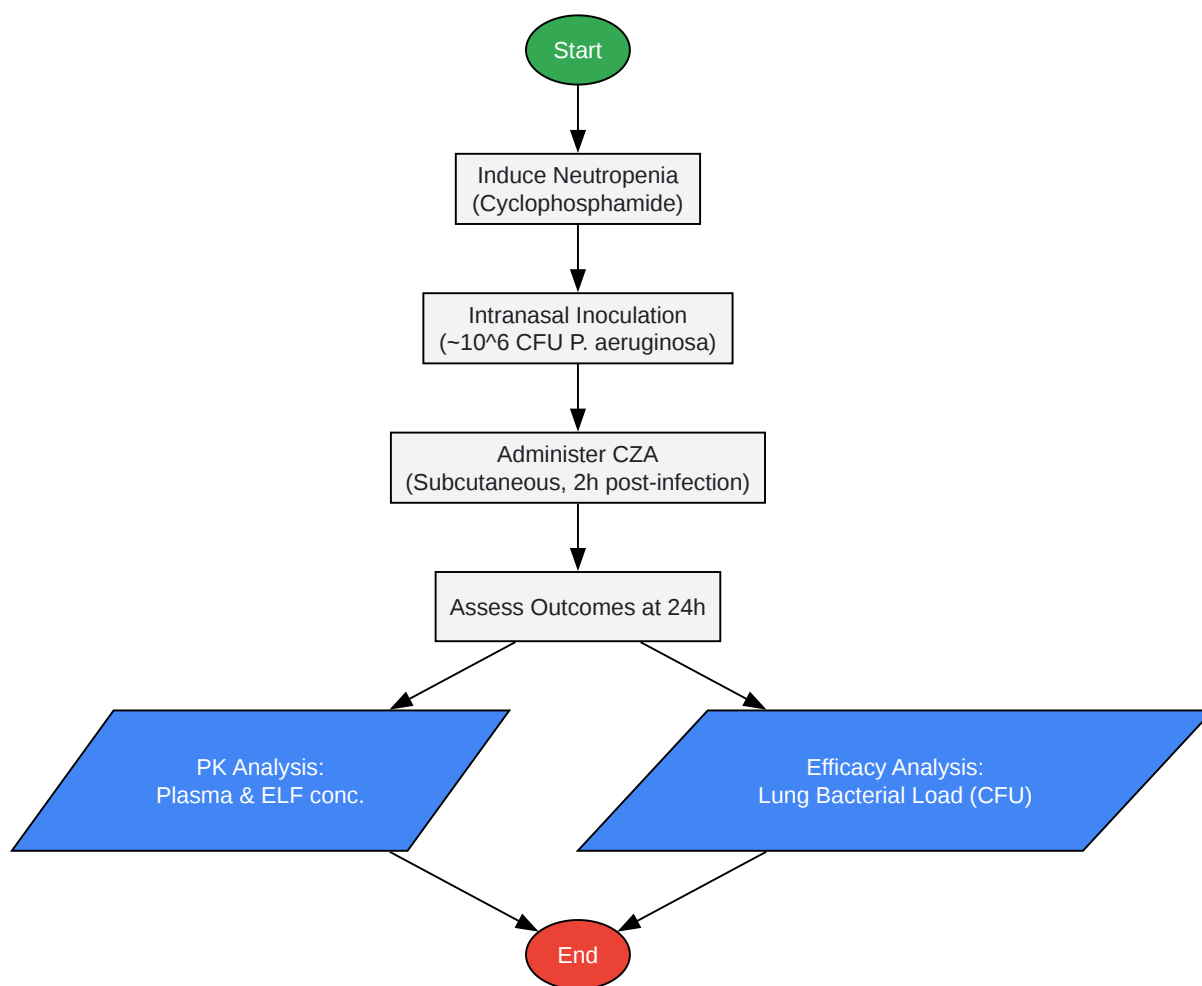 Start
Induce Neutropenia
(Cyclophosphamide)
Intranasal Inoculation
(~10^6 CFU P. aeruginosa)
Administer CZA
(Subcutaneous, 2h post-infection)
Assess Outcomes at 24h
PK Analysis:
Plasma & ELF conc.
Efficacy Analysis:
Lung Bacterial Load (CFU)
End